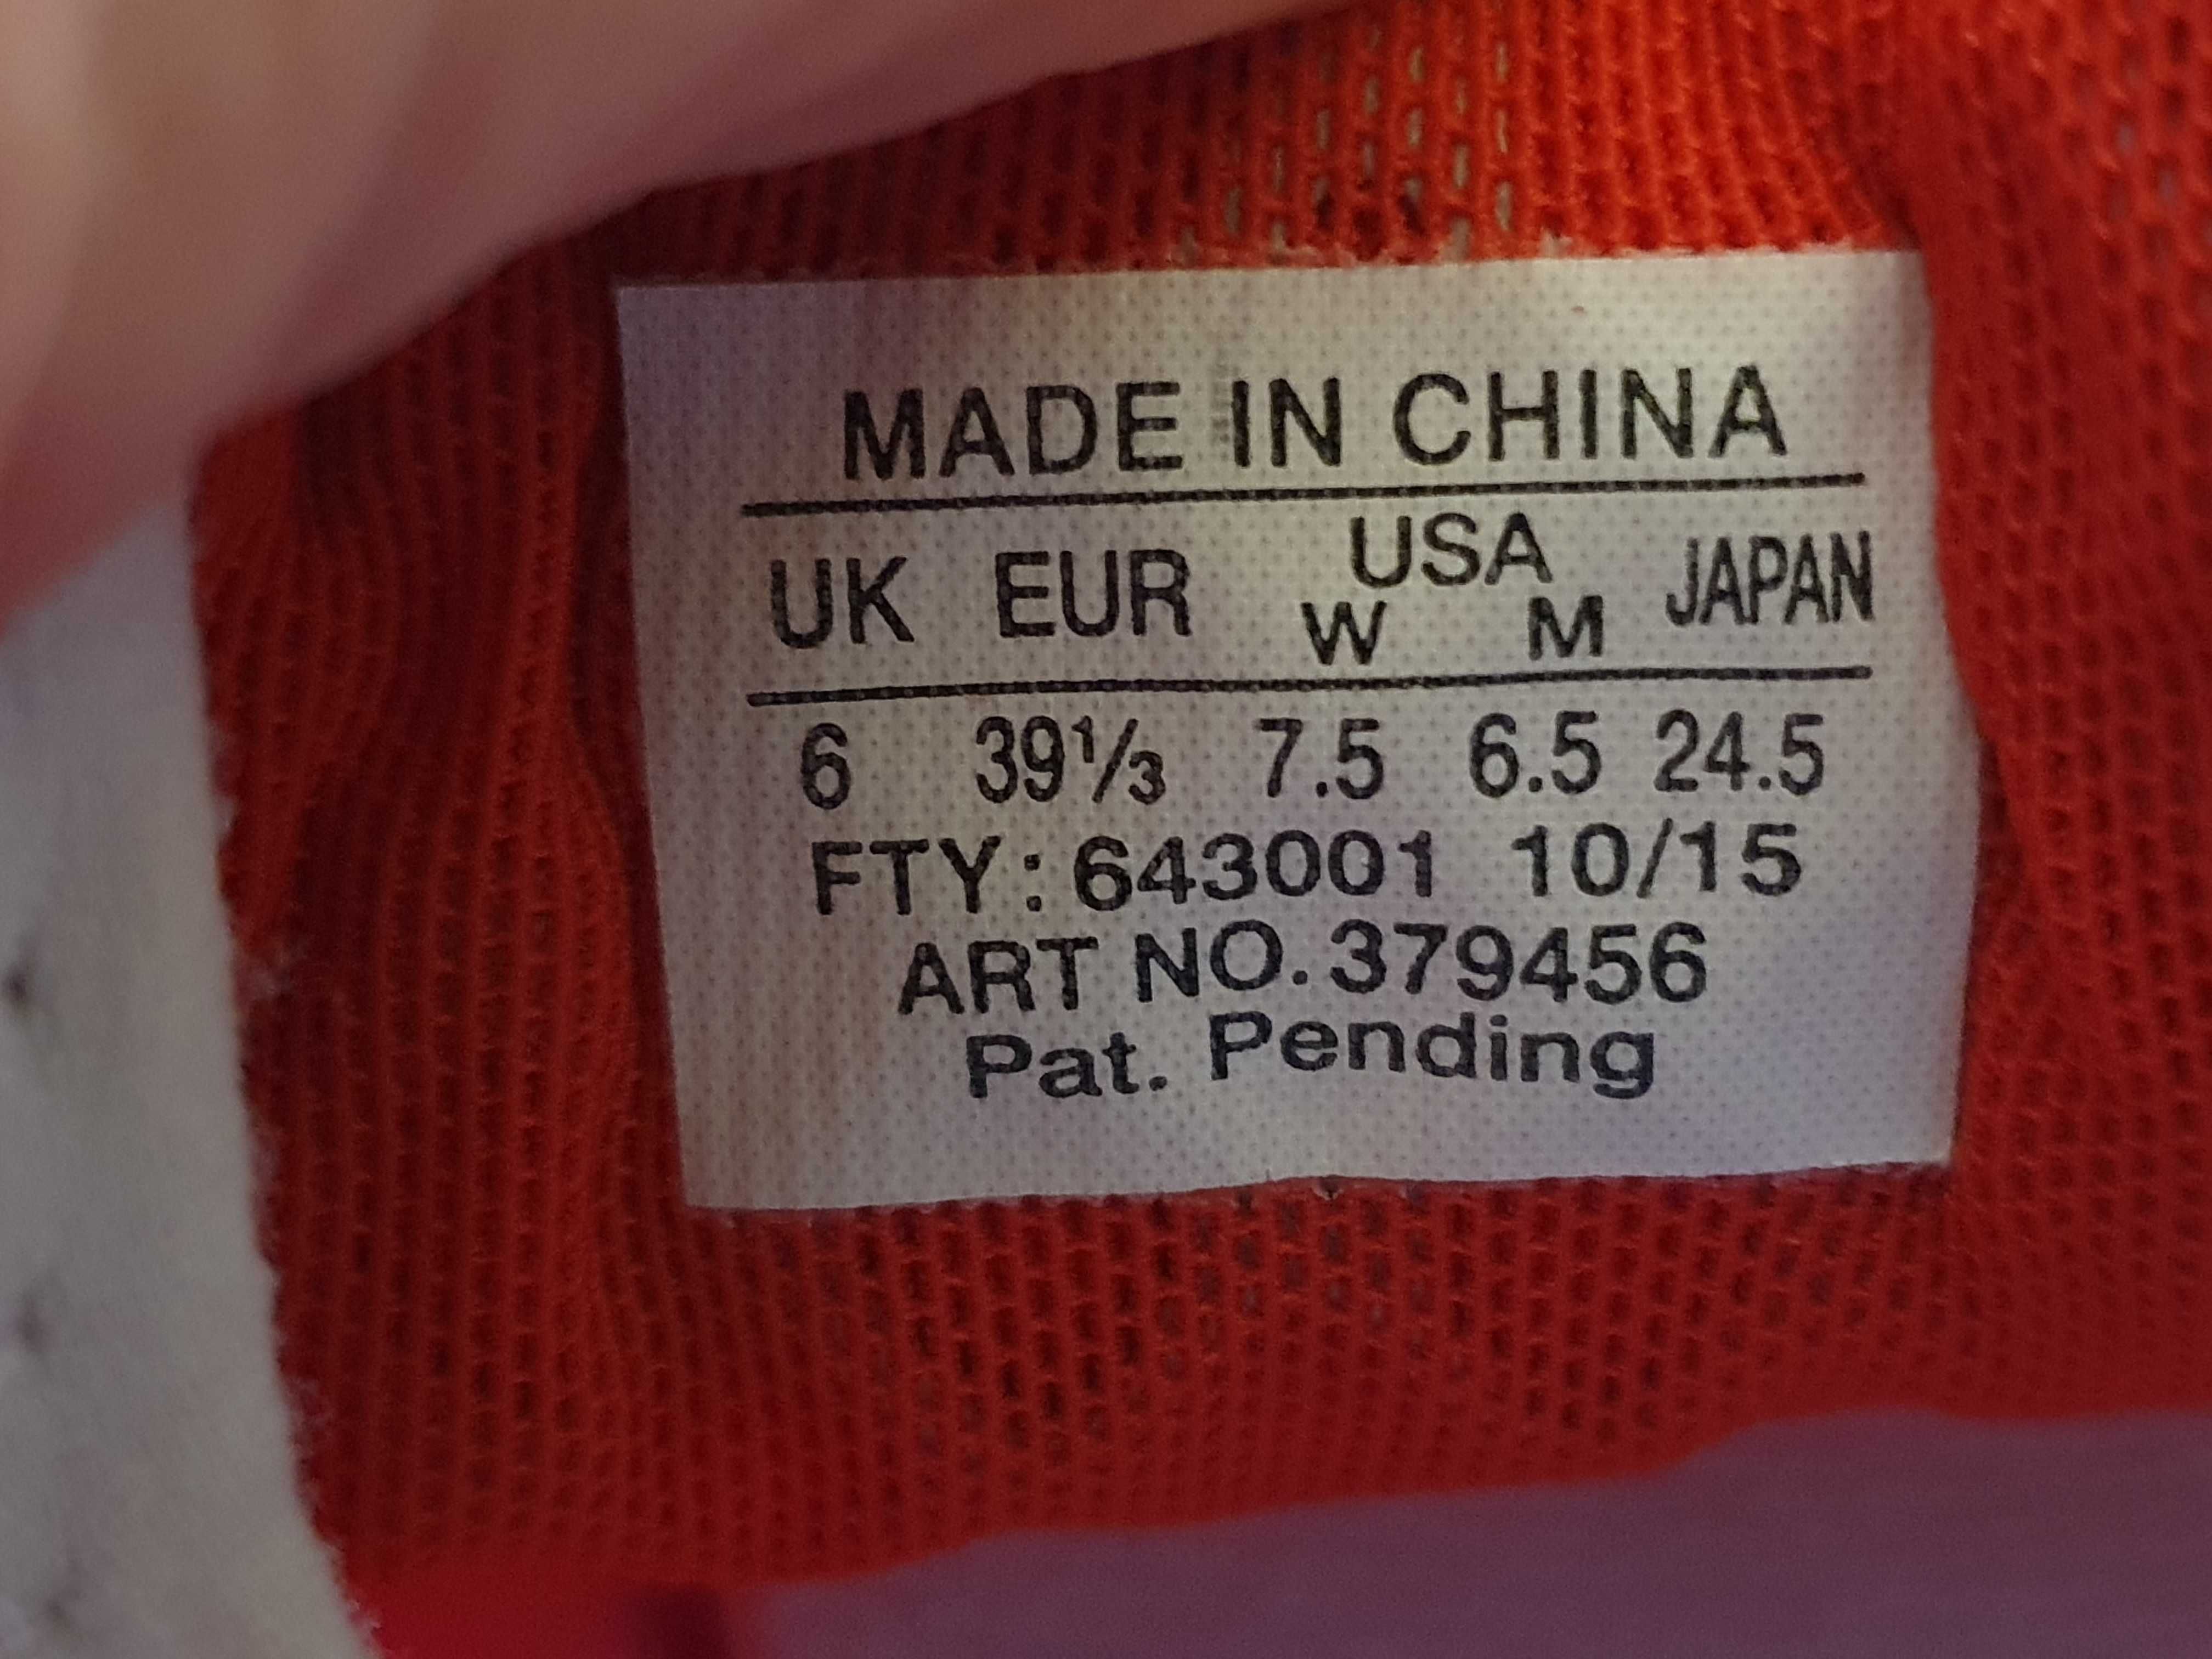 MADE IN CHINA
UK EUR USA JAPAN
W M
6 39⅓ 7.5 6.5 24.5
FTY: 643001 10/15
ART NO. 379456
Pat. Pending